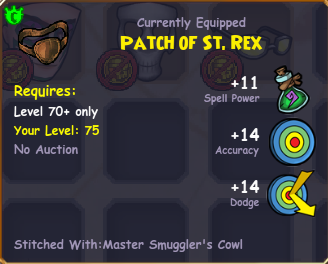 Currently Equipped
PATCH OF ST. REX
Requires:
Level 70+ only
Your Level: 75
No Auction
+11
Spell Power
+14
Accuracy
+14
Dodge
Stitched With:Master Smuggler's Cowl